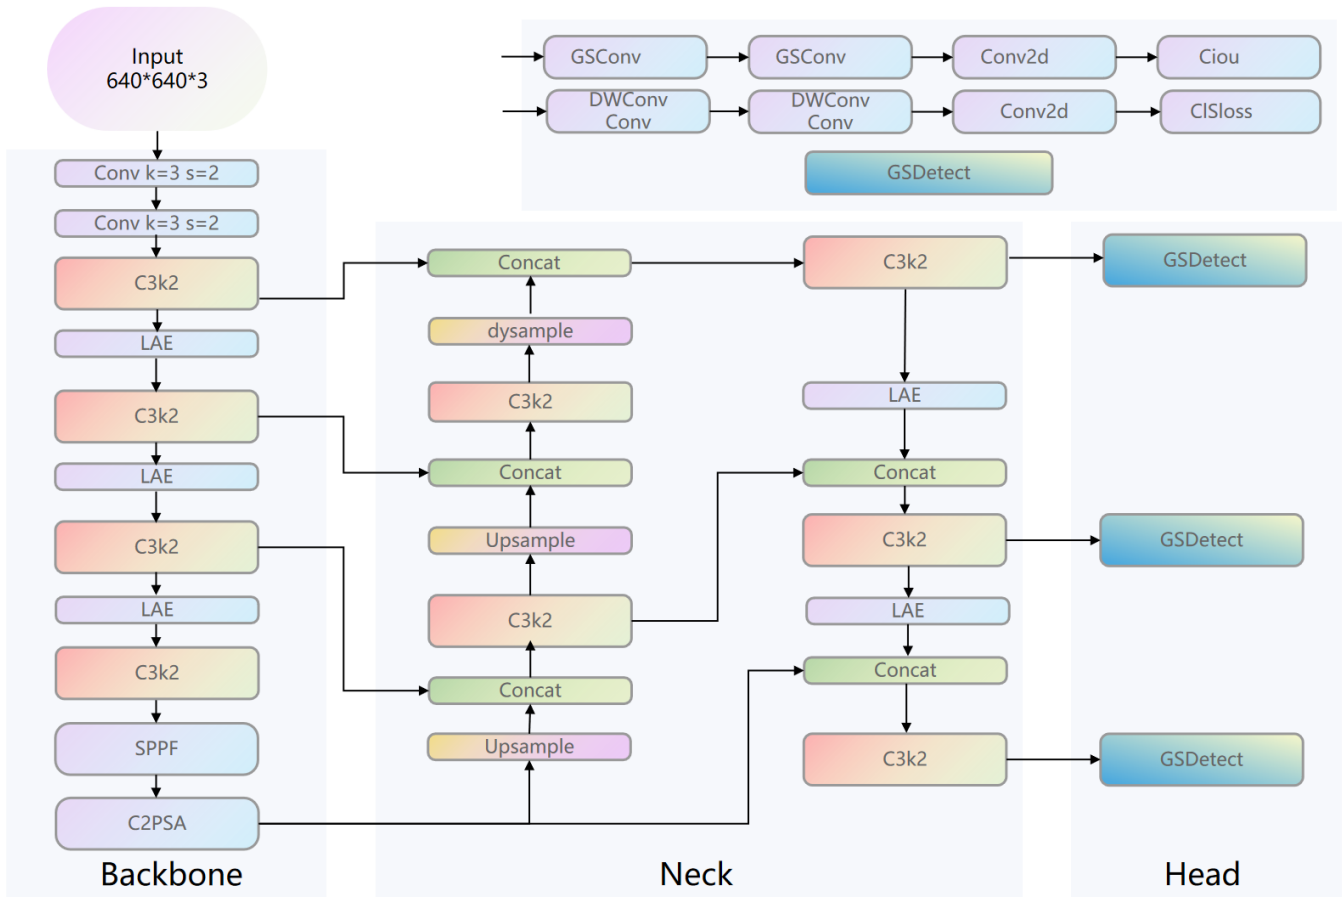 Input
640*640*3
Conv k=3 s=2
Conv k=3 s=2
C3k2
LAE
C3k2
LAE
C3k2
LAE
C3k2
SPPF
C2PSA
Backbone
Concat
dysample
C3k2
Concat
Upsample
C3k2
Concat
Upsample
C3k2
LAE
Concat
C3k2
LAE
Concat
C3k2
Neck
GSConv
GSConv
Conv2d
Ciou
DWConv
Conv
DWConv
Conv
Conv2d
ClSloss
GSDetect
GSDetect
GSDetect
GSDetect
Head